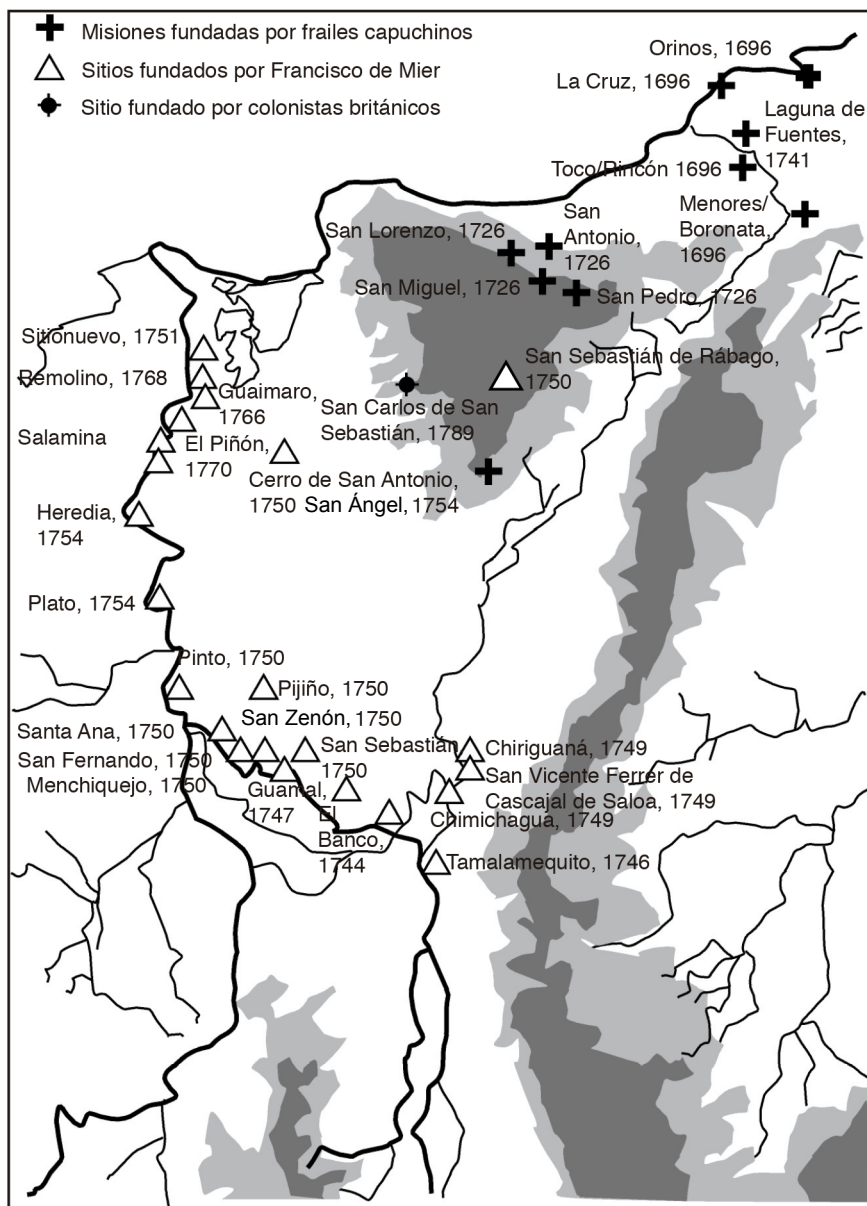 Misiones fundadas por frailes capuchinos
Sitios fundados por Francisco de Mier
Sitio fundado por colonistas británicos
Orinos, 1696
La Cruz, 1696
Laguna de
Fuentes,
1741
Toco/Rincón 1696
Menores/
Boronata,
1696
San
Antonio,
1726
San Lorenzo, 1726
San Miguel, 1726
San Pedro, 1726
Sitionuevo, 1751
Remolino, 1768
Guaimaro,
1766
San Sebastián de Rábago,
1750
San Carlos de San
Sebastián, 1789
Salamina
El Piñón,
1770
Cerro de San Antonio,
1750
San Ángel, 1754
Heredia,
1754
Plato, 1754
Pinto, 1750
Pijiño, 1750
San Zenón, 1750
Santa Ana, 1750
San Fernando, 1750
Menchiquejo, 1750
San Sebastián
1750
Guamal,
1747
El
Banco,
1744
Chiriguaná, 1749
San Vicente Ferrer de
Cascajal de Saloa, 1749
Chimichagua, 1749
Tamalamequito, 1746